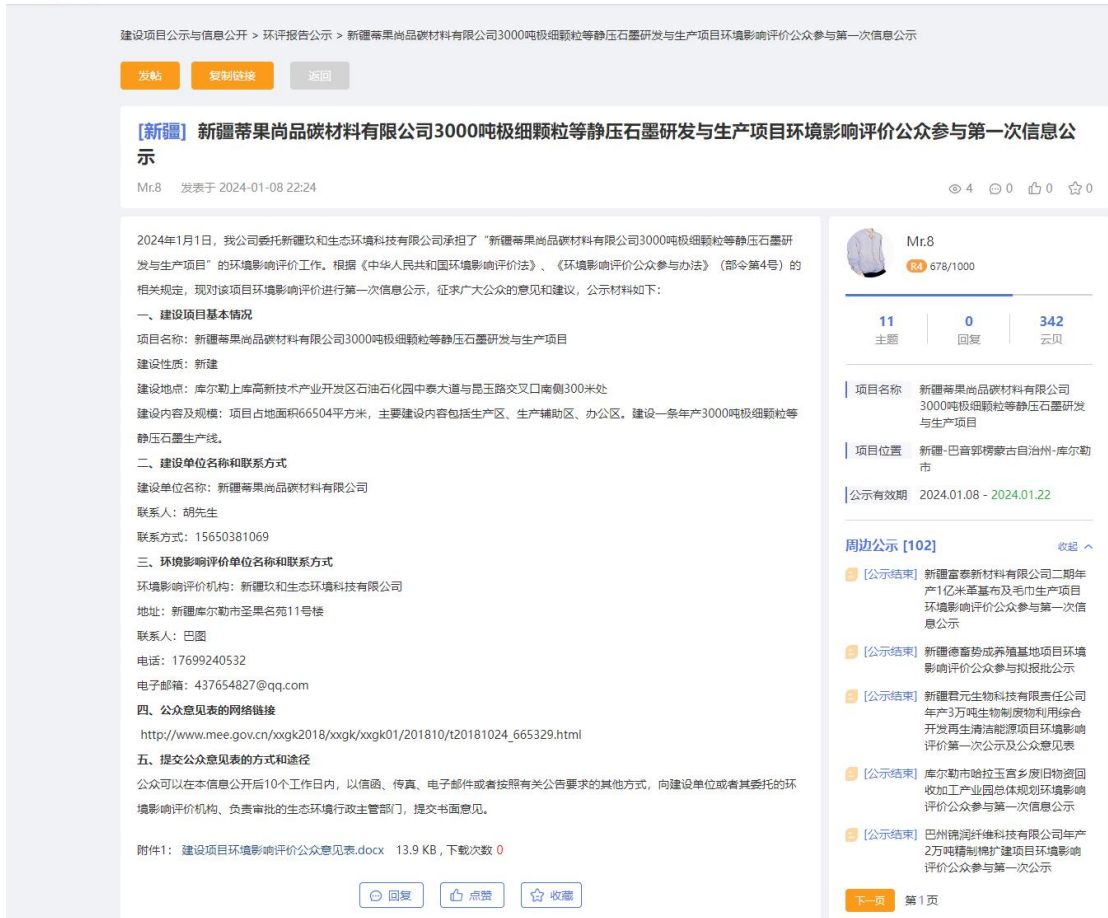 建设项目公示与信息公开 > 环评报告公示 > 新疆蒂果尚品碳材料有限公司3000吨极细颗粒等静压石墨研发与生产项目环境影响评价公众参与第一次信息公示
发帖 复制链接 返回
[新疆] 新疆蒂果尚品碳材料有限公司3000吨极细颗粒等静压石墨研发与生产项目环境影响评价公众参与第一次信息公
示
Mr.8 发表于 2024-01-08 22:24
4 0 0 0
2024年1月1日，我公司委托新疆玖和生态环境科技有限公司承担了“新疆蒂果尚品碳材料有限公司3000吨极细颗粒等静压石墨研
发与生产项目”的环境影响评价工作。根据《中华人民共和国环境影响评价法》、《环境影响评价公众参与办法》（部令第4号）的
相关规定，现对该项目环境影响评价进行第一次信息公示，征求广大公众的意见和建议，公示材料如下：
一、建设项目基本情况
项目名称：新疆蒂果尚品碳材料有限公司3000吨极细颗粒等静压石墨研发与生产项目
建设性质：新建
建设地点：库尔勒上库高新技术产业开发区石油石化园中泰大道与昆玉路交叉口南侧300米处
建设内容及规模：项目占地面积66504平方米，主要建设内容包括生产区、生产辅助区、办公区。建设一条年产3000吨极细颗粒等
静压石墨生产线。
二、建设单位名称和联系方式
建设单位名称：新疆蒂果尚品碳材料有限公司
联系人：胡先生
联系方式：15650381069
三、环境影响评价单位名称和联系方式
环境影响评价机构：新疆玖和生态环境科技有限公司
地址：新疆库尔勒市圣果名苑11号楼
联系人：巴图
电话：17699240532
电子邮箱：437654827@qq.com
四、公众意见表的网络链接
http://www.mee.gov.cn/xxgk2018/xxgk/xxgk01/201810/t20181024_665329.html
五、提交公众意见表的方式和途径
公众可以在本信息公开后10个工作日内，以信函、传真、电子邮件或者按照有关公告要求的其他方式，向建设单位或者其委托的环
境影响评价机构、负责审批的生态环境行政主管部门，提交书面意见。
附件1： 建设项目环境影响评价公众意见表.docx 13.9 KB , 下载次数 0
回复 点赞 收藏
Mr.8
R4 678/1000
11 0 342
主题 回复 云贝
项目名称 新疆蒂果尚品碳材料有限公司
3000吨极细颗粒等静压石墨研发
与生产项目
项目位置 新疆-巴音郭楞蒙古自治州-库尔勒
市
公示有效期 2024.01.08 - 2024.01.22
周边公示 [102] 收起
[公示结束] 新疆富泰新材料有限公司二期年
产1亿米革基布及毛巾生产项目
环境影响评价公众参与第一次信
息公示
[公示结束] 新疆德畜势成养殖基地项目环境
影响评价公众参与拟报批公示
[公示结束] 新疆君元生物科技有限责任公司
年产3万吨生物制废物利用综合
开发再生清洁能源项目环境影响
评价第一次公示及公众意见表
[公示结束] 库尔勒市哈拉玉宫乡废旧物资回
收加工产业园总体规划环境影响
评价公众参与第一次信息公示
[公示结束] 巴州锦润纤维科技有限公司年产
2万吨精制棉扩建项目环境影响
评价公众参与第一次公示
下一页 第1页